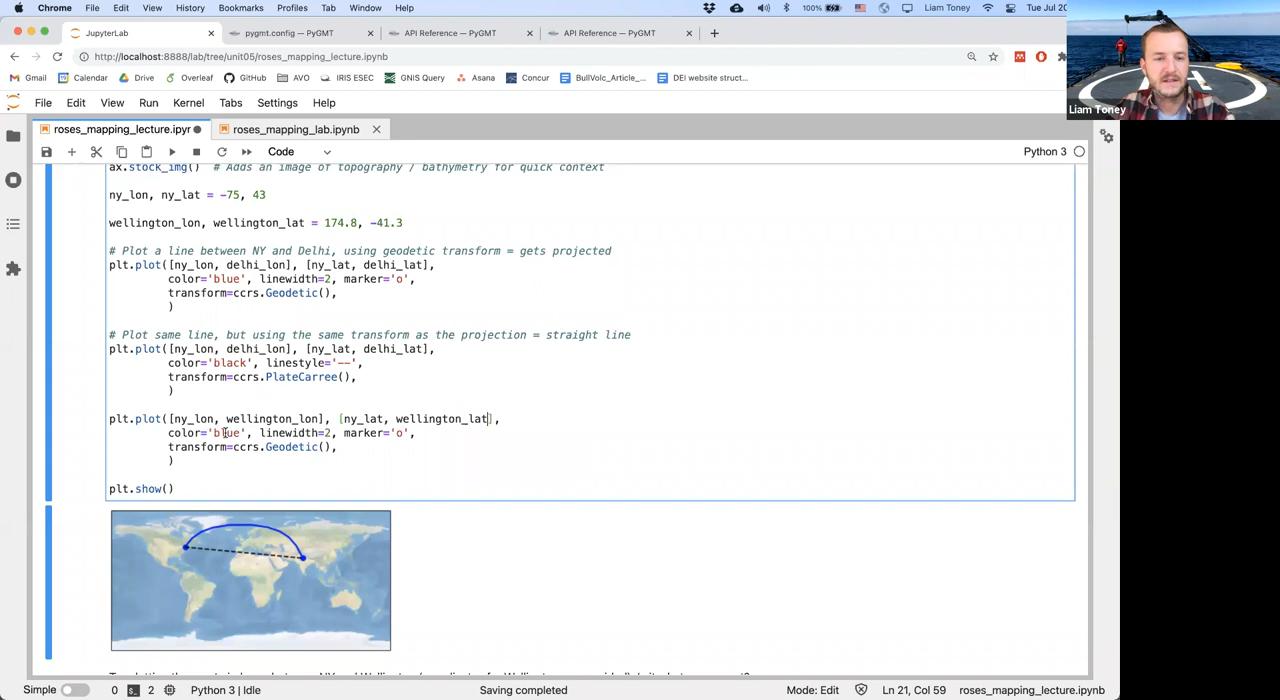 Chrome File Edit View History Bookmarks Profiles Tab Window Help 100% Liam Toney Tue Jul 20
JupyterLab pygmt.config — PyGMT API Reference — PyGMT API Reference — PyGMT
http://localhost:8888/lab/tree/unit05/roses_mapping_lecture.ipynb
Gmail Calendar Drive Overleaf GitHub AVO IRIS ESEC GNIS Query Asana Concur BullVolc_Article_... DEI website struct...
Liam Toney
File Edit View Run Kernel Tabs Settings Help
roses_mapping_lecture.ipyr roses_mapping_lab.ipynb
Code Python 3
ax.stock_img()  # Adds an image of topography / bathymetry for quick context
ny_lon, ny_lat = -75, 43
wellington_lon, wellington_lat = 174.8, -41.3
# Plot a line between NY and Delhi, using geodetic transform = gets projected
plt.plot([ny_lon, delhi_lon], [ny_lat, delhi_lat],
color='blue', linewidth=2, marker='o',
transform=ccrs.Geodetic(),
)
# Plot same line, but using the same transform as the projection = straight line
plt.plot([ny_lon, delhi_lon], [ny_lat, delhi_lat],
color='black', linestyle='--',
transform=ccrs.PlateCarree(),
)
plt.plot([ny_lon, wellington_lon], [ny_lat, wellington_lat],
color='blue', linewidth=2, marker='o',
transform=ccrs.Geodetic(),
)
plt.show()
Simple 0 2 Python 3 | Idle Saving completed Mode: Edit Ln 21, Col 59 roses_mapping_lecture.ipynb